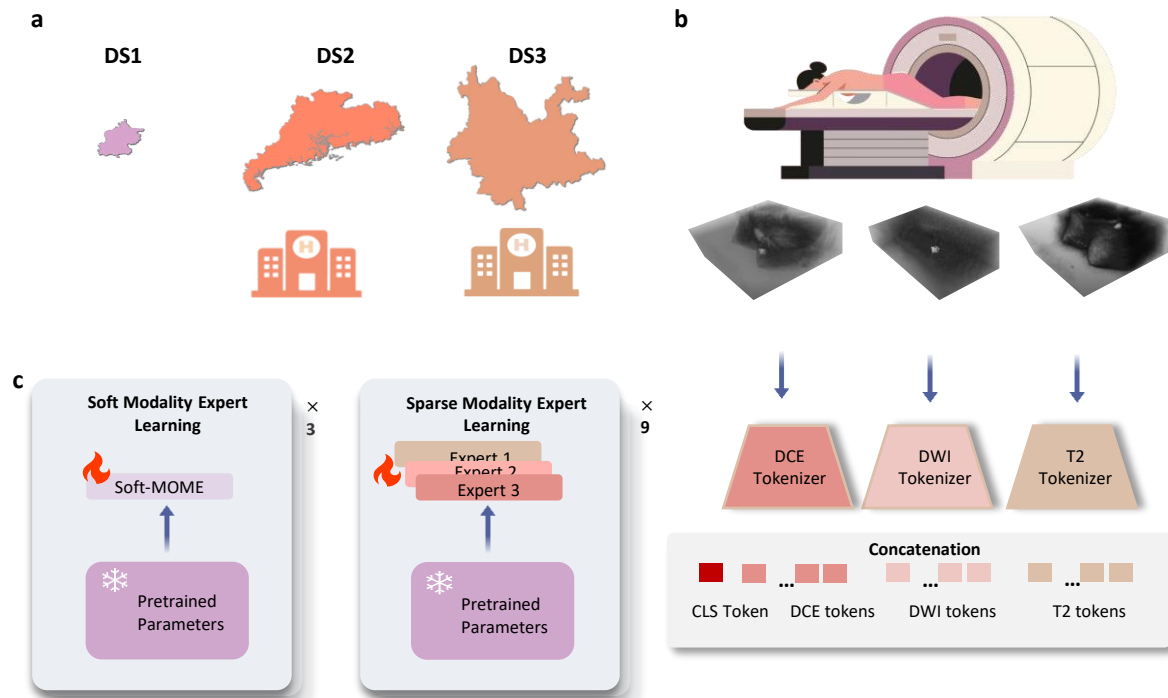 a
DS1
DS2
DS3
H
H
b
DCE
Tokenizer
DWI
Tokenizer
T2
Tokenizer
Concatenation
...
...
...
CLS Token
DCE tokens
DWI tokens
T2 tokens
c
Soft Modality Expert
Learning
×
3
Soft-MOME
Pretrained
Parameters
Sparse Modality Expert
Learning
×
9
Expert 1
Expert 2
Expert 3
Pretrained
Parameters